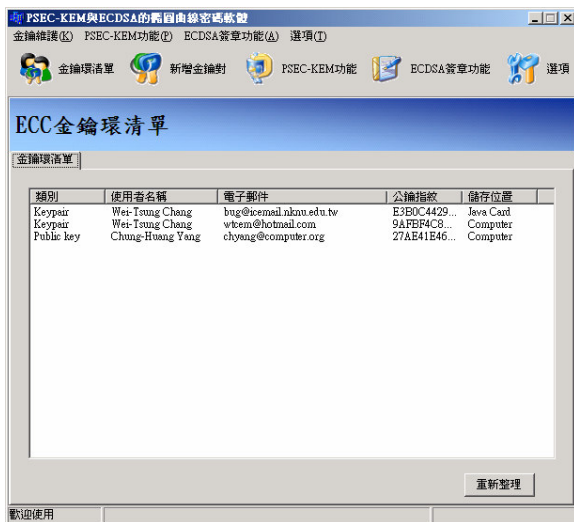 PSEC-KEM與ECDSA的橢圓曲線密碼軟體
金鑰維護(K) PSEC-KEM功能(P) ECDSA簽章功能(A) 選項(I)
金鑰環清單 新增金鑰對 PSEC-KEM功能 ECDSA簽章功能 選項
ECC金鑰環清單
金鑰環清單
類別 使用者名稱 電子郵件 公鑰指紋 儲存位置
Keypair Wei-Tsung Chang bug@icemail.nknu.edu.tw E3B0C4429... Java Card
Keypair Wei-Tsung Chang wtcem@hotmail.com 9AFBF4C8... Computer
Public key Chung-Huang Yang chyang@computer.org 27AE41E46... Computer
重新整理
歡迎使用